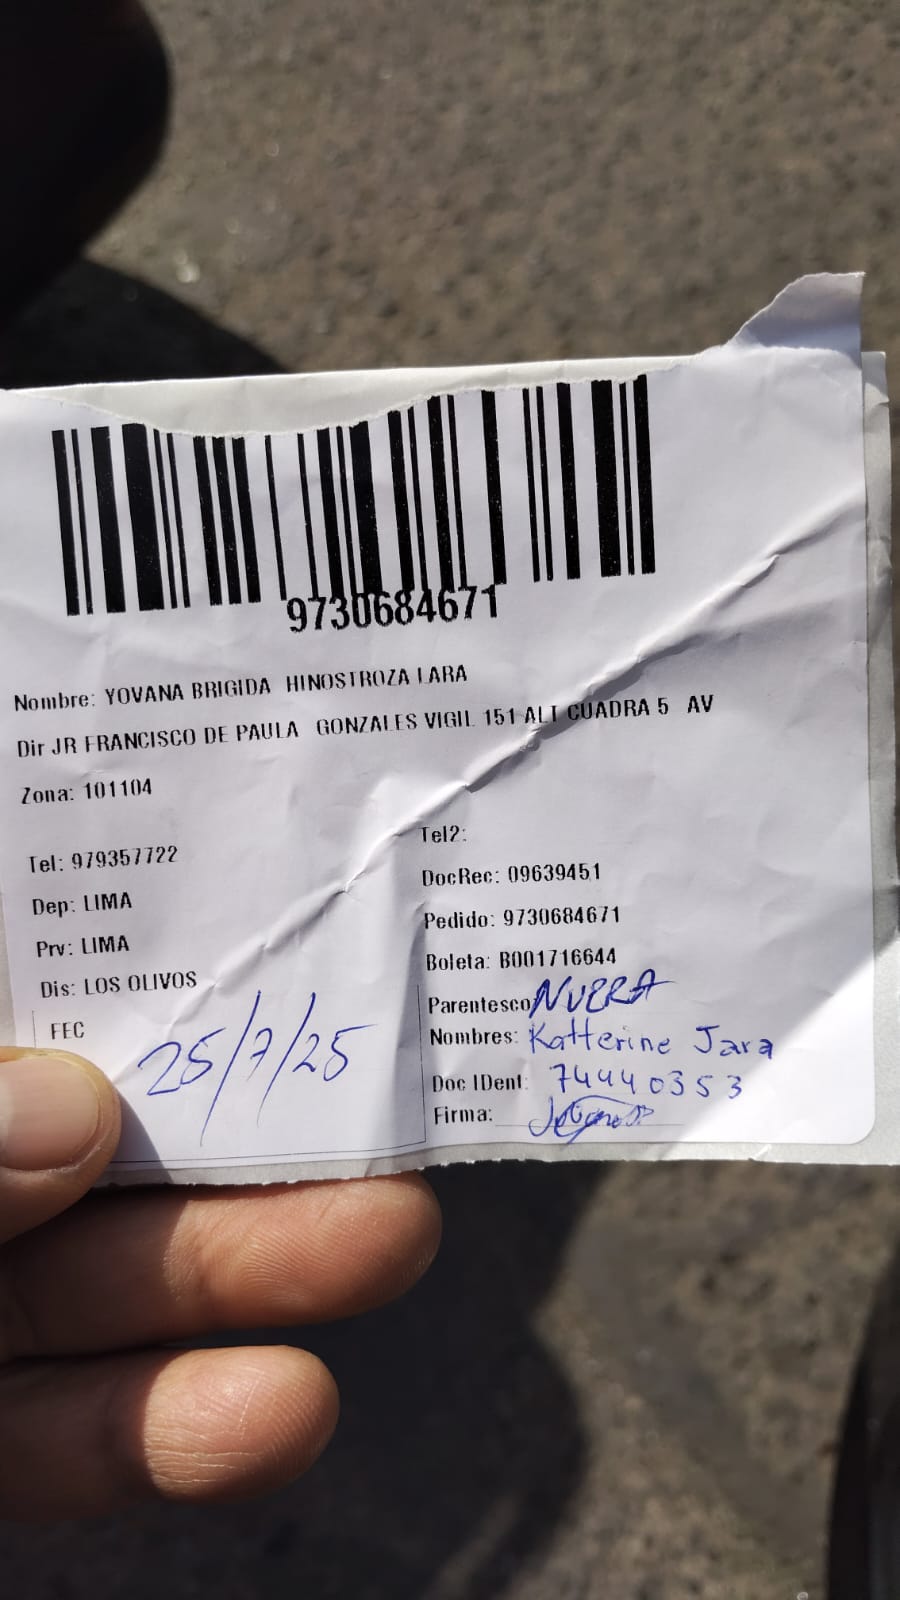 9730684671
Nombre: YOVANA BRIGIDA HINOSTROZA LARA
Dir JR FRANCISCO DE PAULA GONZALES VIGIL 151 ALT CUADRA 5 AV
Zona: 101104
Tel: 979357722
Dep: LIMA
Prv: LIMA
Dis: LOS OLIVOS
FEC
25/7/25
Tel2:
DocRec: 09639451
Pedido: 9730684671
Boleta: B001716644
Parentesco NUERA
Nombres: Katterine Jara
Doc IDent: 74440353
Firma: